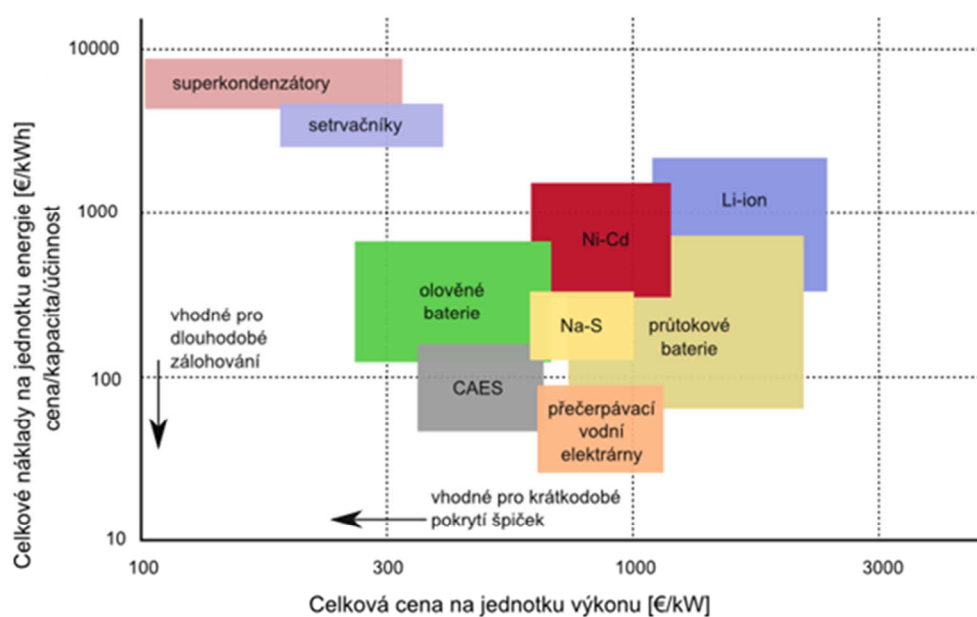 Celkové náklady na jednotku energie [€/kWh]
cena/kapacita/účinnost
10000
1000
100
10
superkondenzátory
setrvačníky
Li-ion
Ni-Cd
olověné
baterie
Na-S
průtokové
baterie
CAES
přečerpávací
vodní
elektrárny
vhodné pro
dlouhodobé
zálohování
vhodné pro krátkodobé
pokrytí špiček
100
300
1000
3000
Celková cena na jednotku výkonu [€/kW]